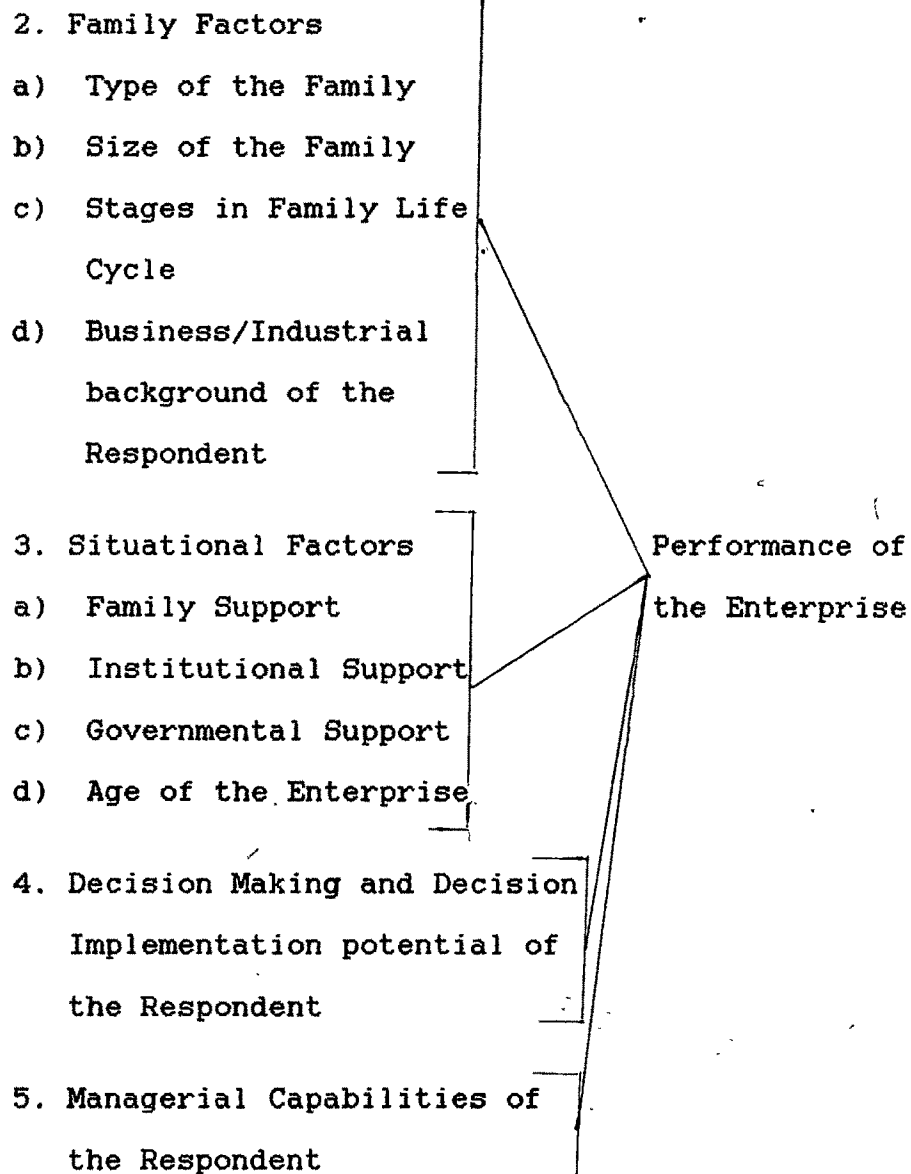 2. Family Factors
a) Type of the Family
b) Size of the Family
c) Stages in Family Life
Cycle
d) Business/Industrial
background of the
Respondent
3. Situational Factors
Performance of
a) Family Support
the Enterprise
b) Institutional Support
c) Governmental Support
d) Age of the Enterprise
4. Decision Making and Decision
Implementation potential of
the Respondent
5. Managerial Capabilities of
the Respondent